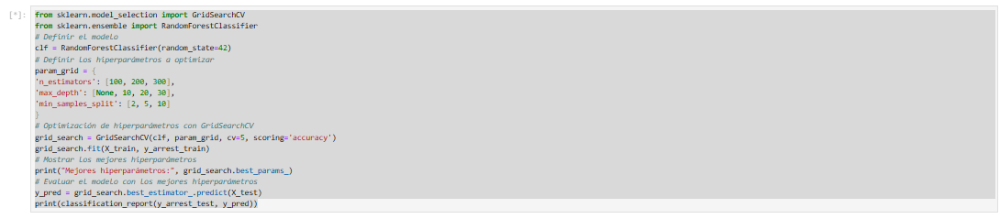 [*]:
from sklearn.model_selection import GridSearchCV
from sklearn.ensemble import RandomForestClassifier
# Definir el modelo
clf = RandomForestClassifier(random_state=42)
# Definir los hiperparámetros a optimizar
param_grid = {
'n_estimators': [100, 200, 300],
'max_depth': [None, 10, 20, 30],
'min_samples_split': [2, 5, 10]
}
# Optimización de hiperparámetros con GridSearchCV
grid_search = GridSearchCV(clf, param_grid, cv=5, scoring='accuracy')
grid_search.fit(X_train, y_arrest_train)
# Mostrar los mejores hiperparámetros
print("Mejores hiperparámetros:", grid_search.best_params_)
# Evaluar el modelo con los mejores hiperparámetros
y_pred = grid_search.best_estimator_.predict(X_test)
print(classification_report(y_arrest_test, y_pred))